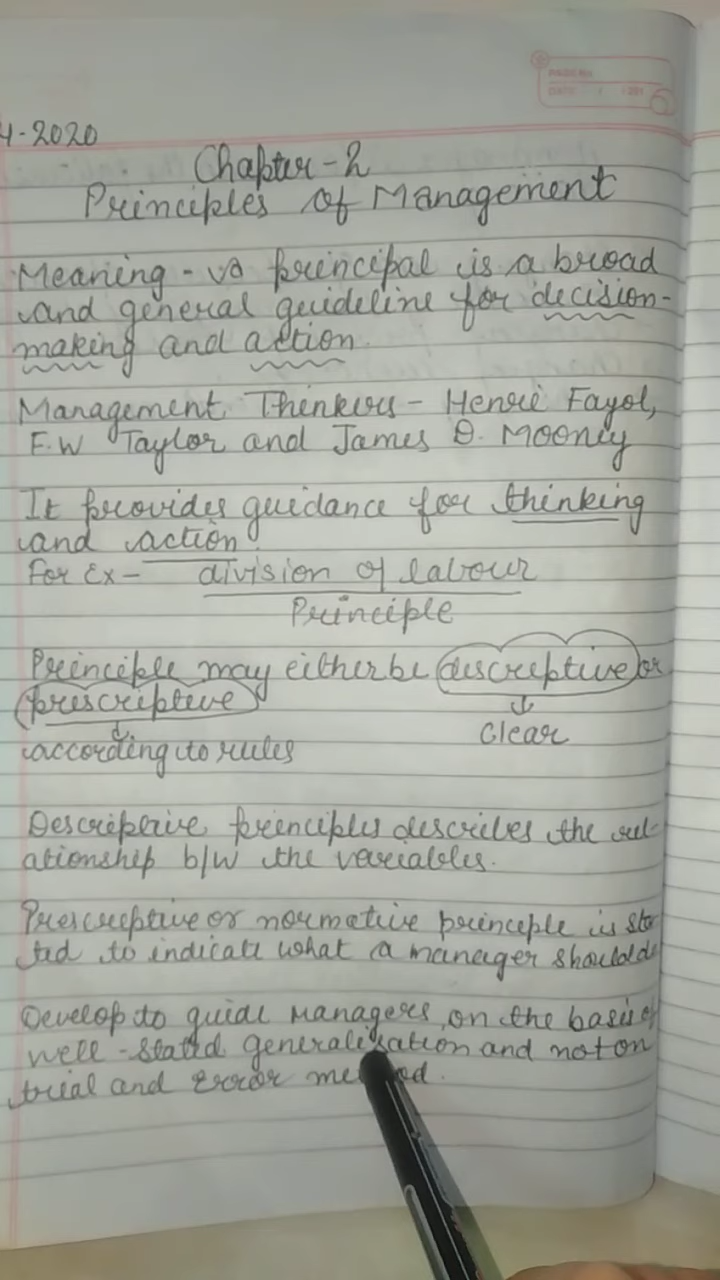 4-2020
Chapter-2
Principles of Management
Meaning - A principal is a broad
and general guideline for decision-
making and action.
Management Thinkers - Henri Fayol,
F.W Taylor and James D. Mooney
It provides guidance for thinking
and action.
For Ex - division of labour
Principle
Principle may either be descriptive or
prescriptive
Clear
according to rules
Descriptive principles describes the rel-
ationship b/w the variables.
Prescriptive or normative principle is sta
ted to indicate what a manager should do
Develop to guide managers, on the basis of
well-stated generalisation and not on
trial and error